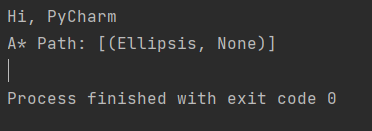 Hi, PyCharm
A* Path: [(Ellipsis, None)]
Process finished with exit code 0